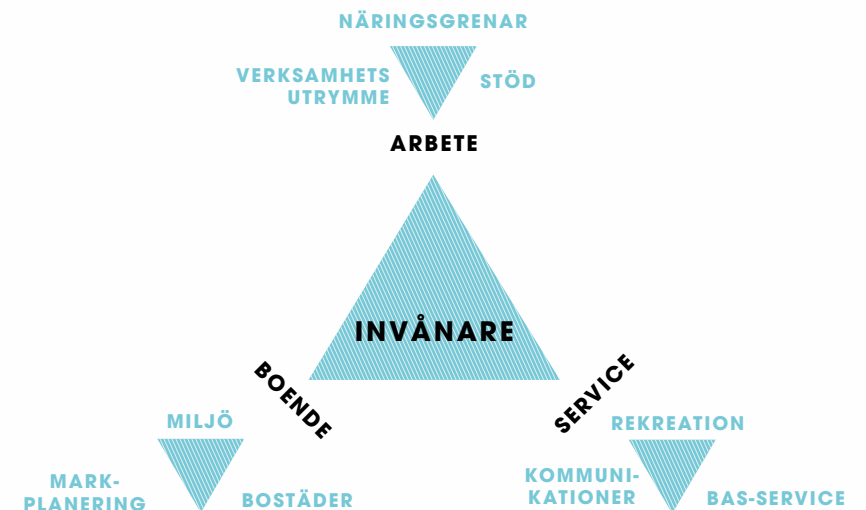 NÄRINGSGRENAR
VERKSAMHETS
UTRYMME
STÖD
ARBETE
INVÅNARE
BOENDE
SERVICE
MILJÖ
MARK-
PLANERING
BOSTÄDER
REKREATION
KOMMUNI-
KATIONER
BAS-SERVICE